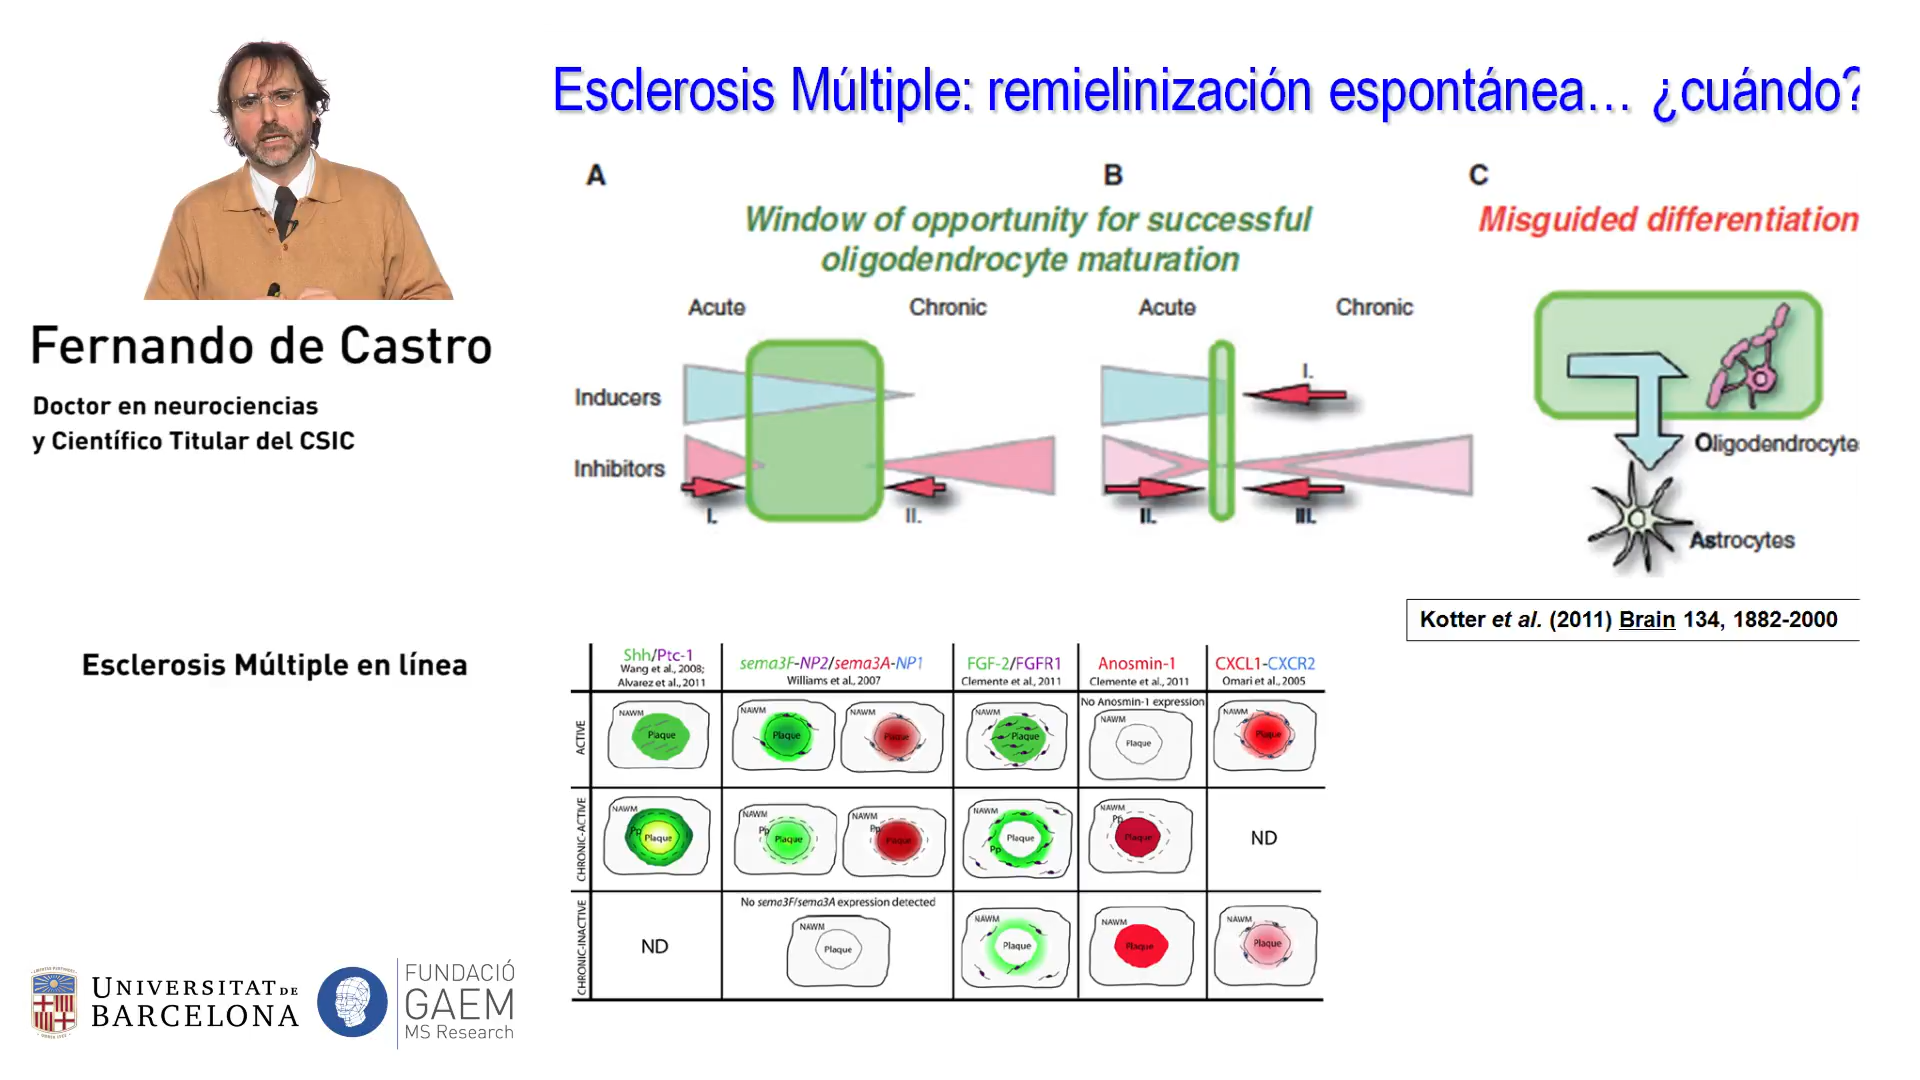 Esclerosis Múltiple: remielinización espontánea... ¿cuándo?
A
B
C
Window of opportunity for successful
oligodendrocyte maturation
Misguided differentiation
Acute
Chronic
Acute
Chronic
Inducers
Inhibitors
I.
II.
I.
II.
III.
Oligodendrocyte
Astrocytes
Kotter et al. (2011) Brain 134, 1882-2000
Fernando de Castro
Doctor en neurociencias
y Científico Titular del CSIC
Esclerosis Múltiple en línea
Shh/Ptc-1
Wang et al., 2008;
Alvarez et al., 2011
sema3F-NP2/sema3A-NP1
Williams et al., 2007
FGF-2/FGFR1
Clemente et al., 2011
Anosmin-1
Clemente et al., 2011
CXCL1-CXCR2
Omari et al., 2005
ACTIVE
NAWM
Plaque
NAWM
Plaque
NAWM
Plaque
NAWM
Plaque
No Anosmin-1 expression
NAWM
Plaque
NAWM
Plaque
CHRONIC-ACTIVE
NAWM
Pp
Plaque
NAWM
Pp
Plaque
NAWM
Pp
Plaque
NAWM
Pp
Plaque
NAWM
Pp
Plaque
ND
CHRONIC-INACTIVE
ND
No sema3F/sema3A expression detected
NAWM
Plaque
NAWM
Plaque
NAWM
Plaque
NAWM
Plaque
UNIVERSITAT DE
BARCELONA
FUNDACIÓ
GAEM
MS Research